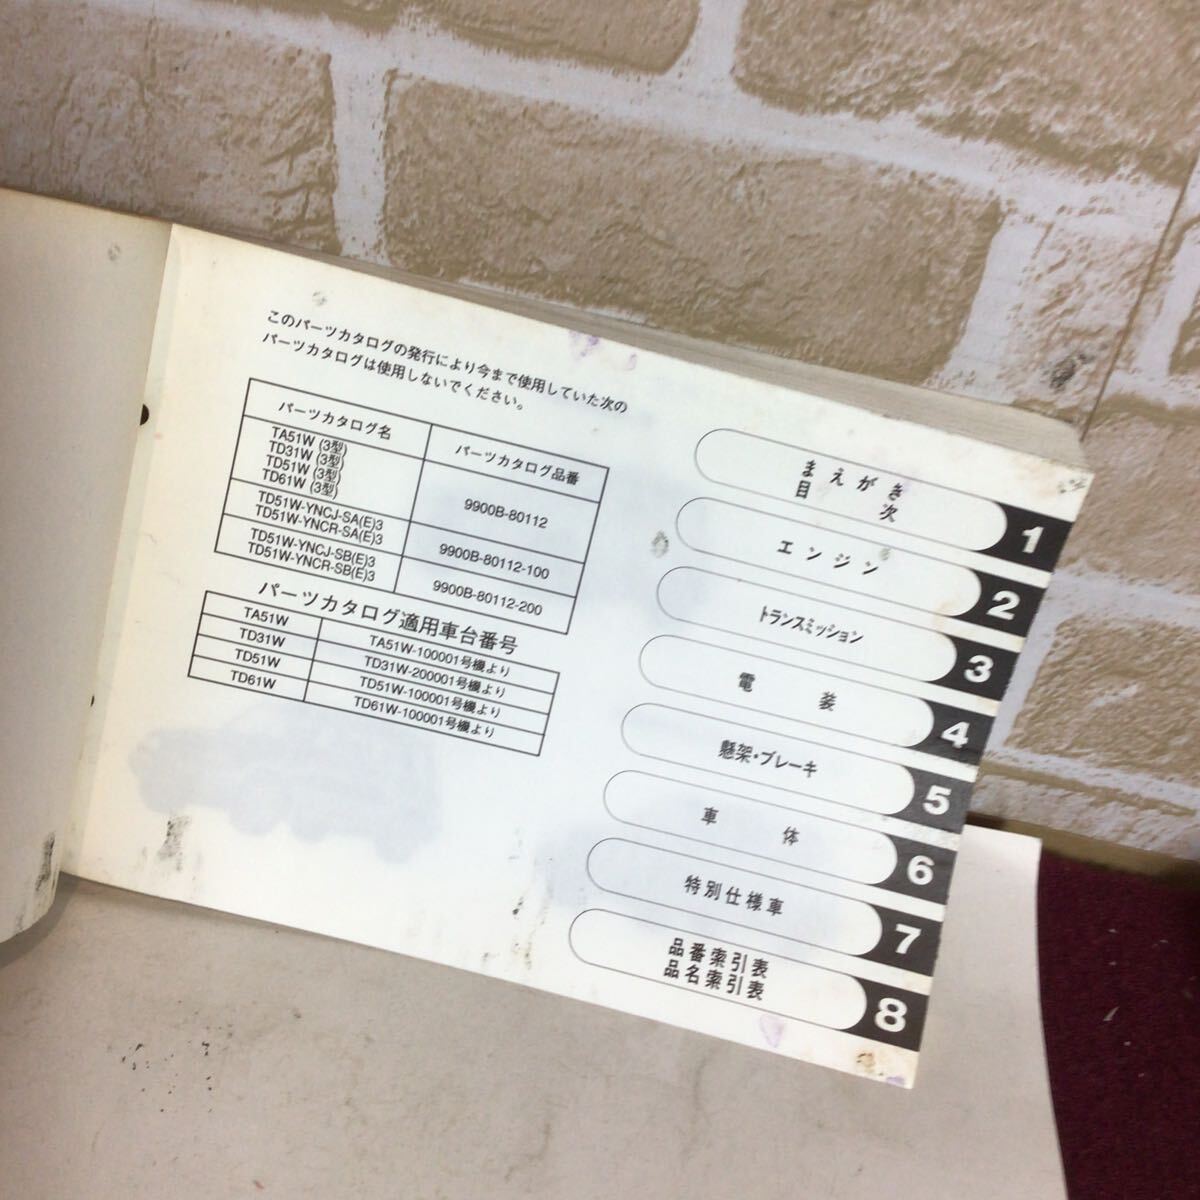 このパーツカタログの発行により今まで使用していた次の
パーツカタログは使用しないでください。
パーツカタログ名 パーツカタログ品番
TA51W (3型)
TD31W (3型)
TD51W (3型)
TD61W (3型)
9900B-80112
TD51W-YNCJ-SA(E)3
TD51W-YNCR-SA(E)3
9900B-80112-100
TD51W-YNCJ-SB(E)3
TD51W-YNCR-SB(E)3
9900B-80112-200
パーツカタログ適用車台番号
TA51W TA51W-100001号機より
TD31W TD31W-200001号機より
TD51W TD51W-100001号機より
TD61W TD61W-100001号機より
まえがき
目次
1
エンジン 2
トランスミッション 3
電装 4
懸架・ブレーキ 5
車体 6
特別仕様車 7
品番索引表
品名索引表
8